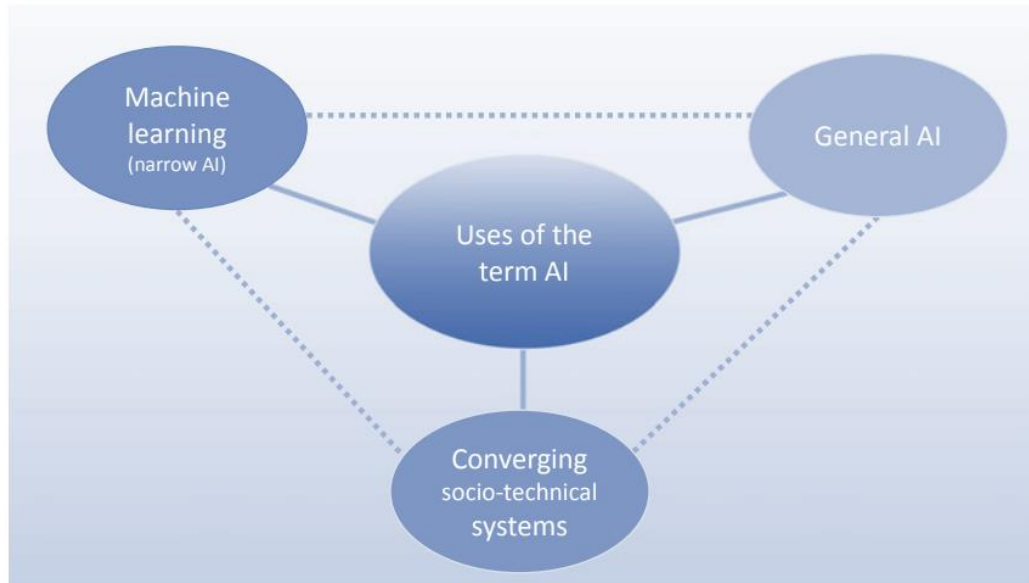 Machine
learning
(narrow AI)
General AI
Uses of the
term AI
Converging
socio-technical
systems